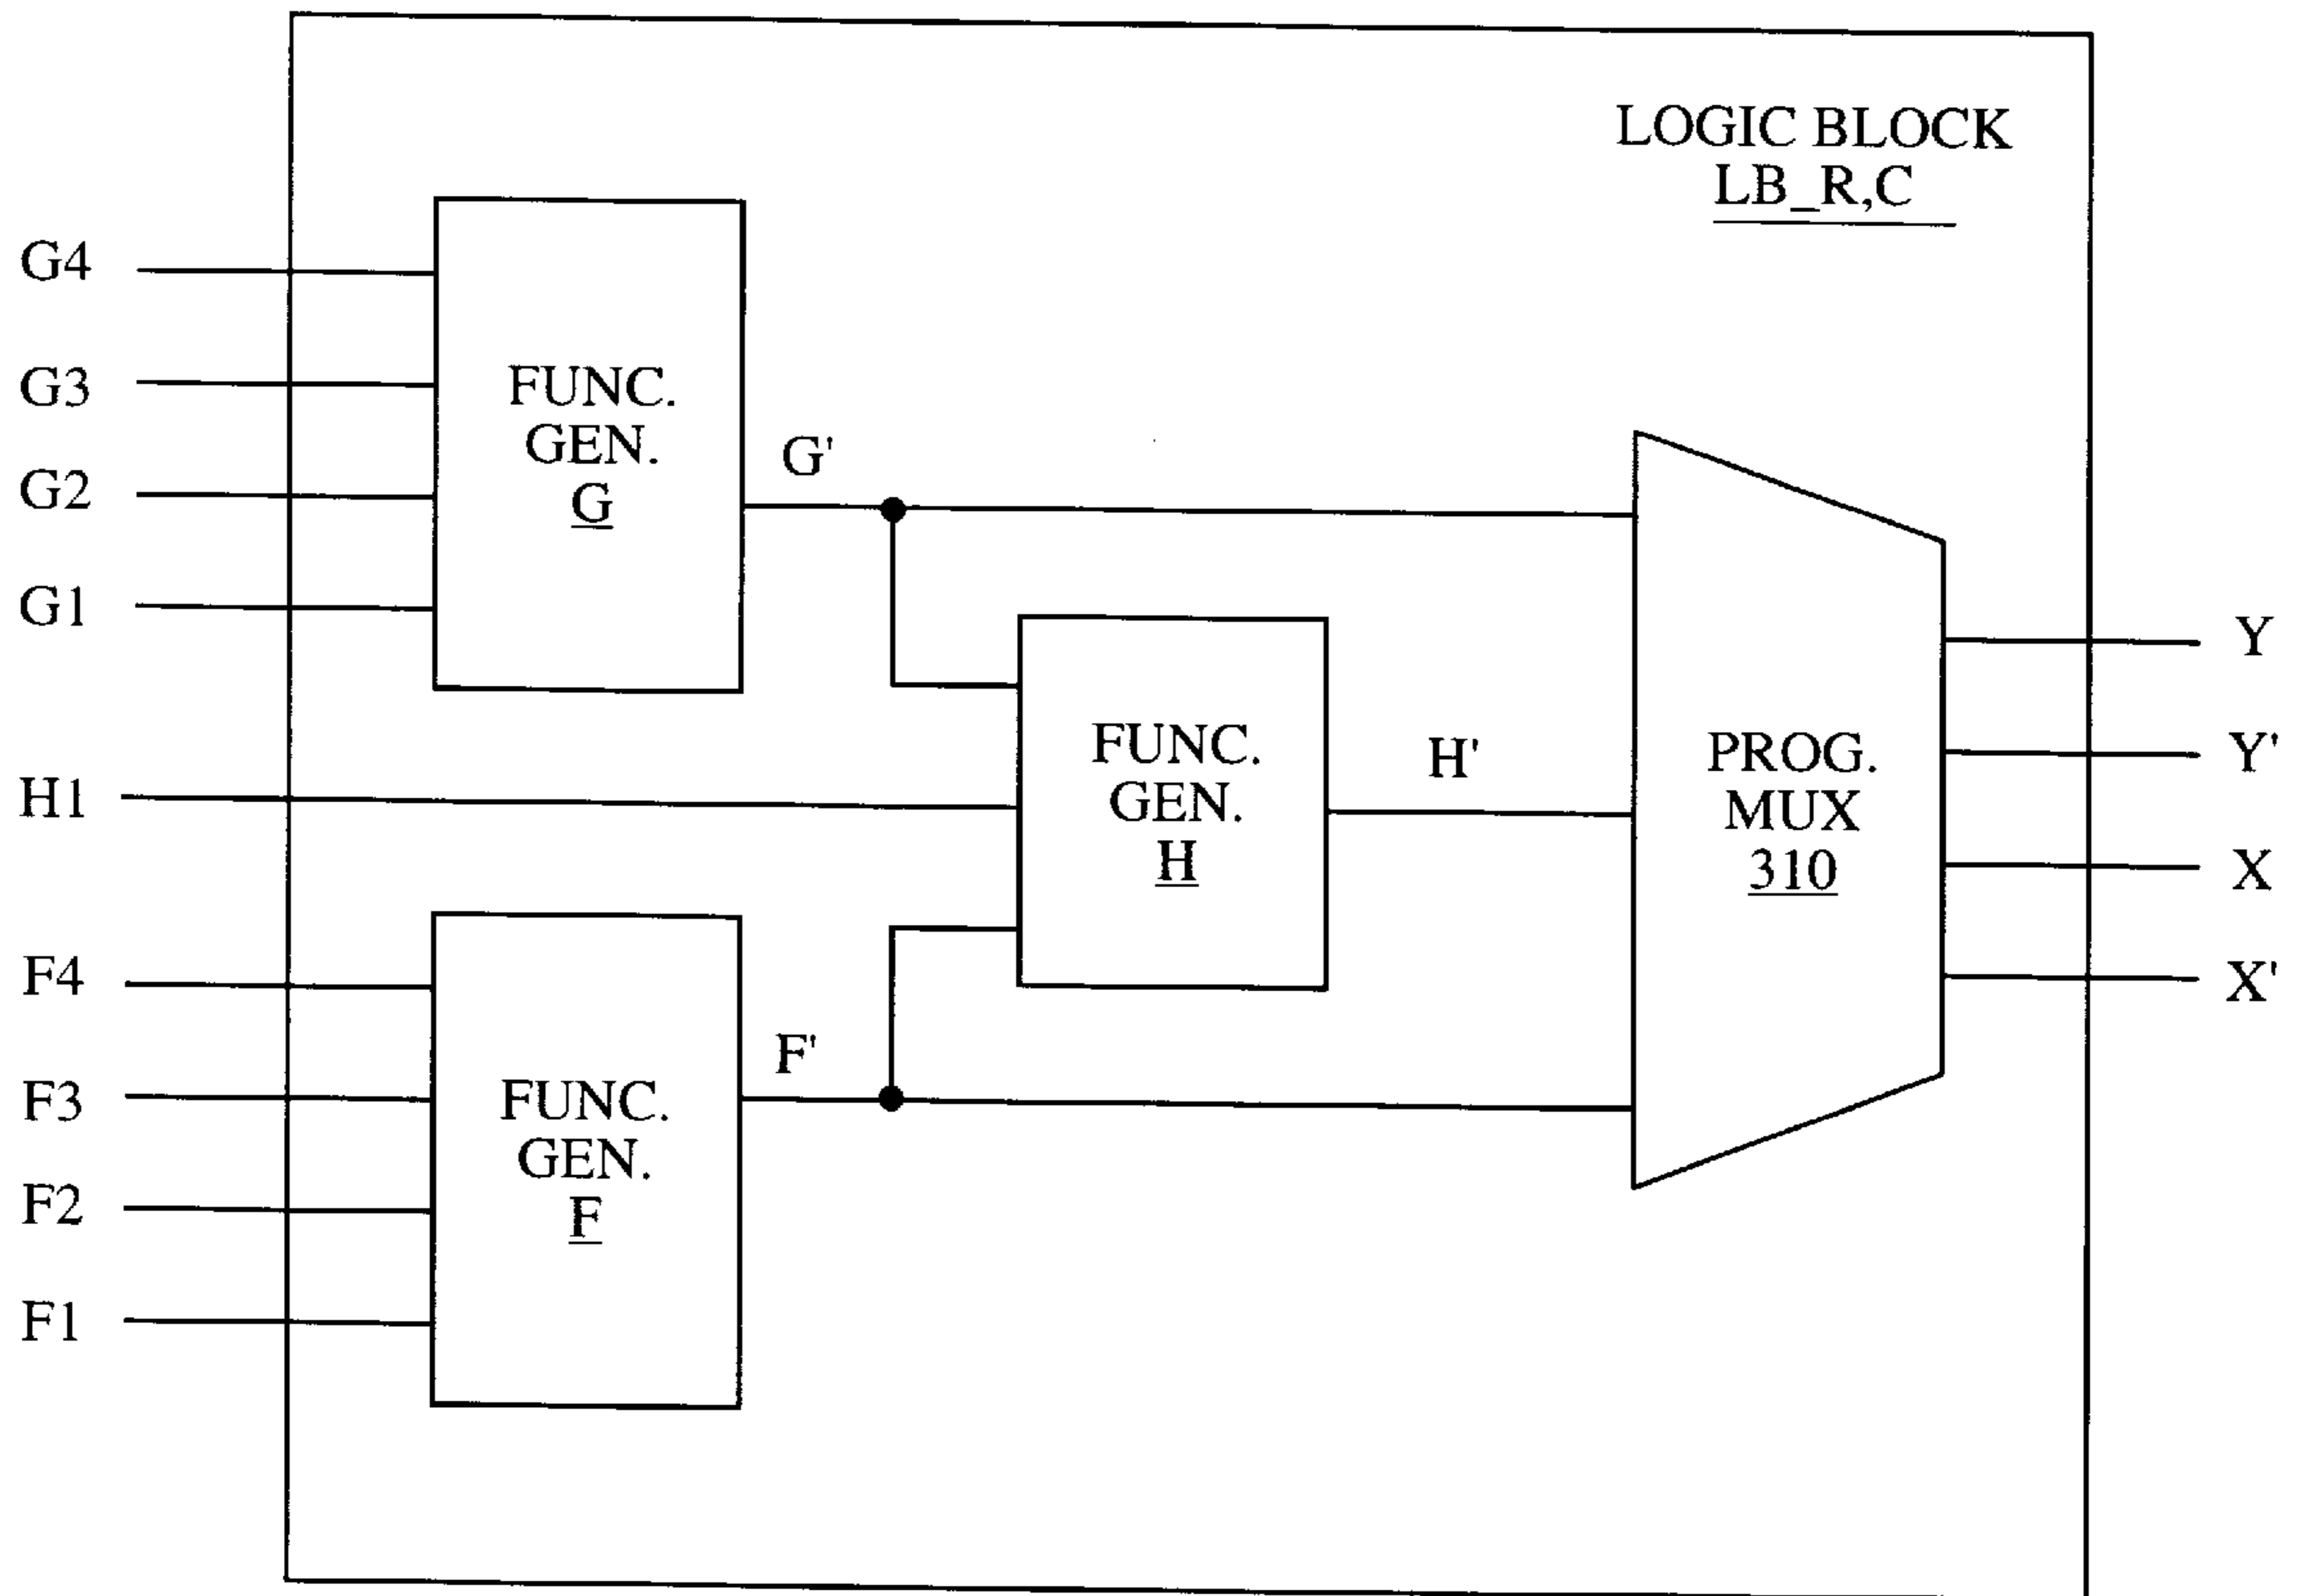 LOGIC BLOCK
LB_R,C
G4
G3
G2
G1
H1
F4
F3
F2
F1
FUNC.
GEN.
G
G'
FUNC.
GEN.
H
H'
FUNC.
GEN.
F
F'
PROG.
MUX
310
Y
Y'
X
X'